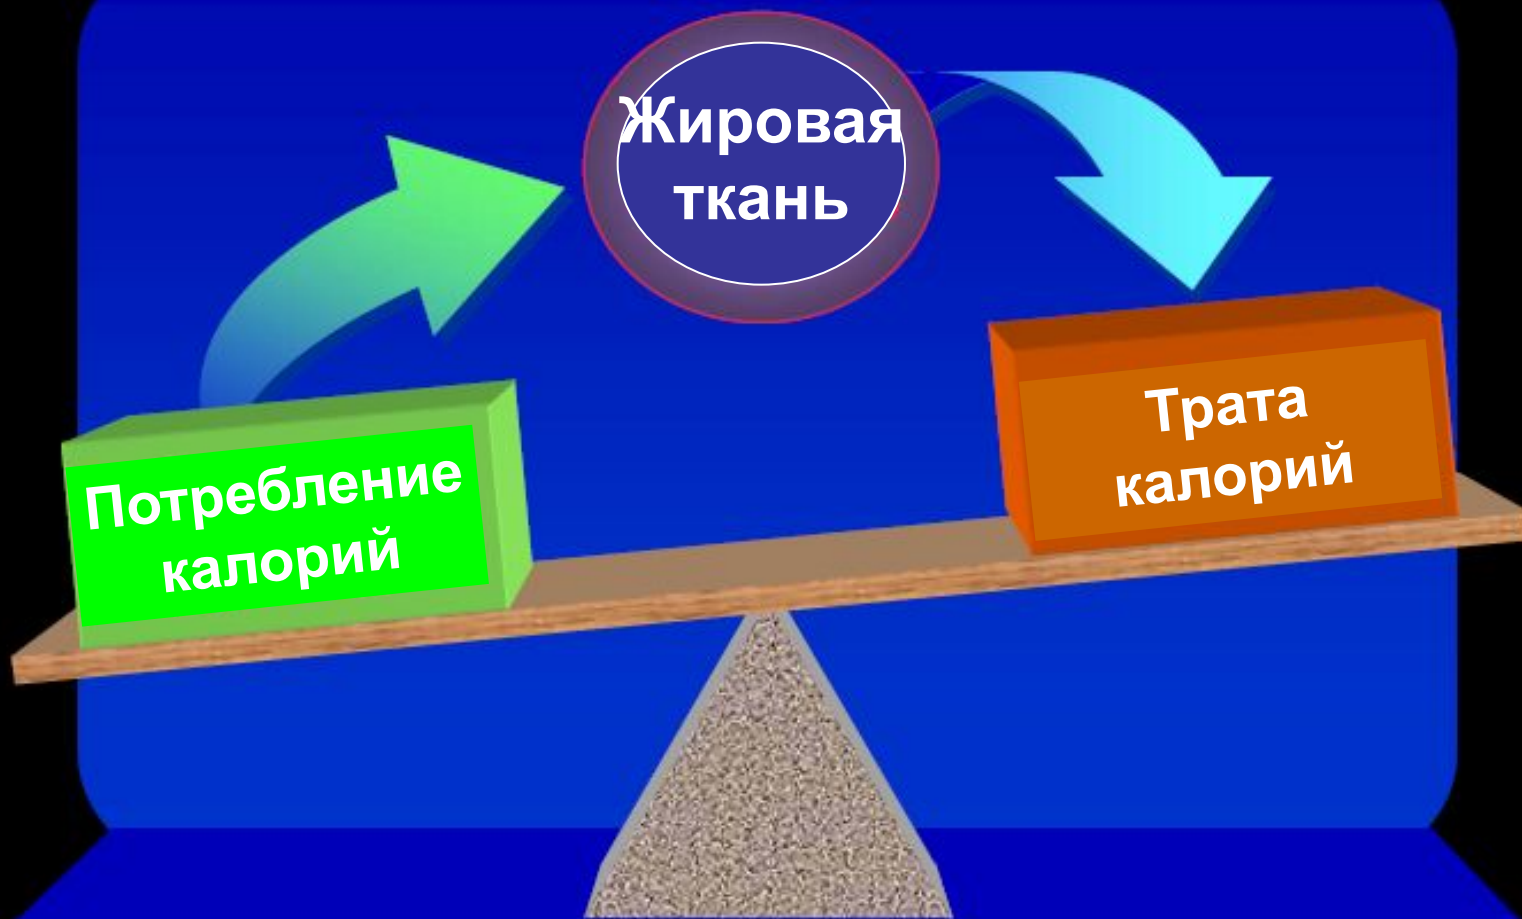 Жировая
ткань
Потребление
калорий
Трата
калорий